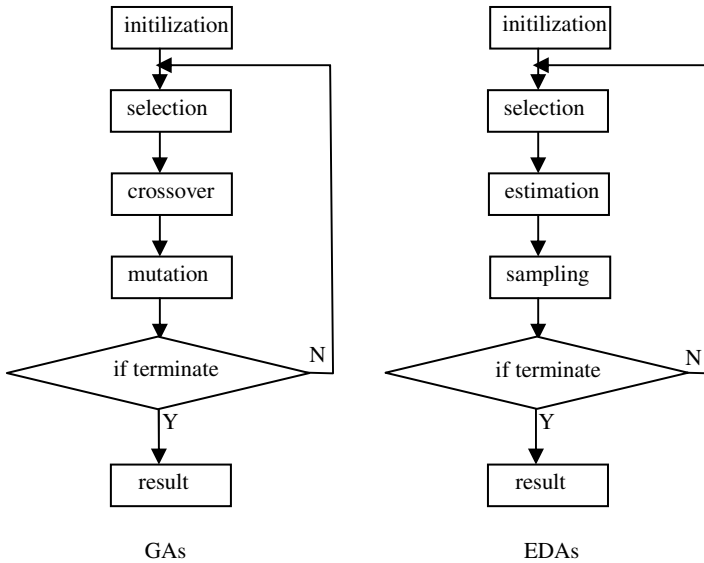 initilization
selection
crossover
mutation
if terminate
N
Y
result
GAs
initilization
selection
estimation
sampling
if terminate
N
Y
result
EDAs